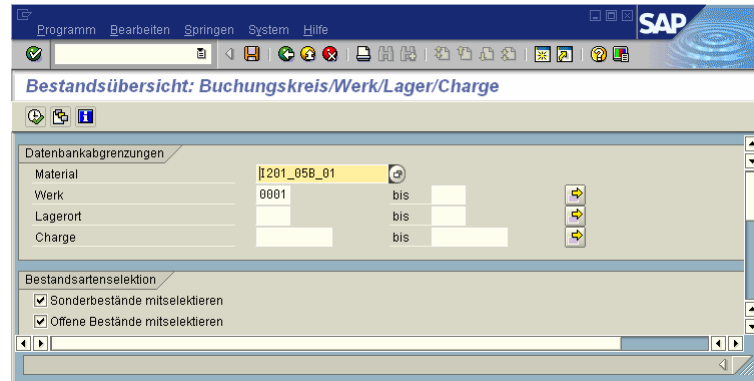 Programm Bearbeiten Springen System Hilfe
SAP
Bestandsübersicht: Buchungskreis/Werk/Lager/Charge
Datenbankabgrenzungen
Material I201_05B_01
Werk 0001 bis
Lagerort bis
Charge bis
Bestandsartenselektion
Sonderbestände mitselektieren
Offene Bestände mitselektieren